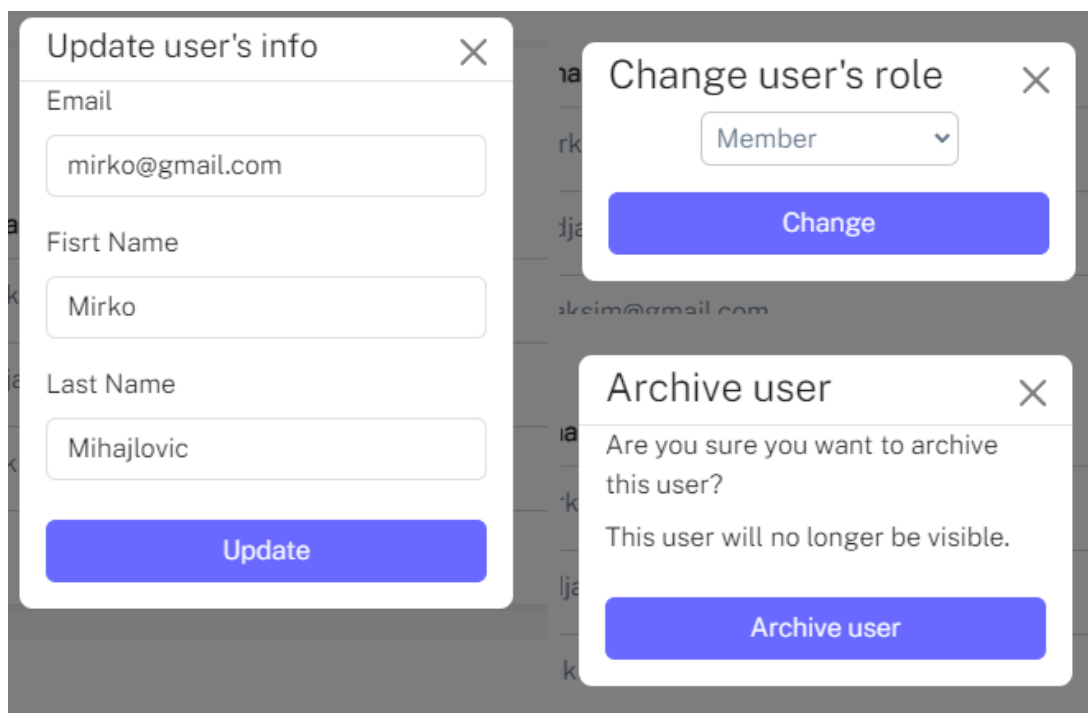 Update user's info
Email
mirko@gmail.com
Fisrt Name
Mirko
Last Name
Mihajlovic
Update
Change user's role
Member
Change
Archive user
Are you sure you want to archive
this user?
This user will no longer be visible.
Archive user